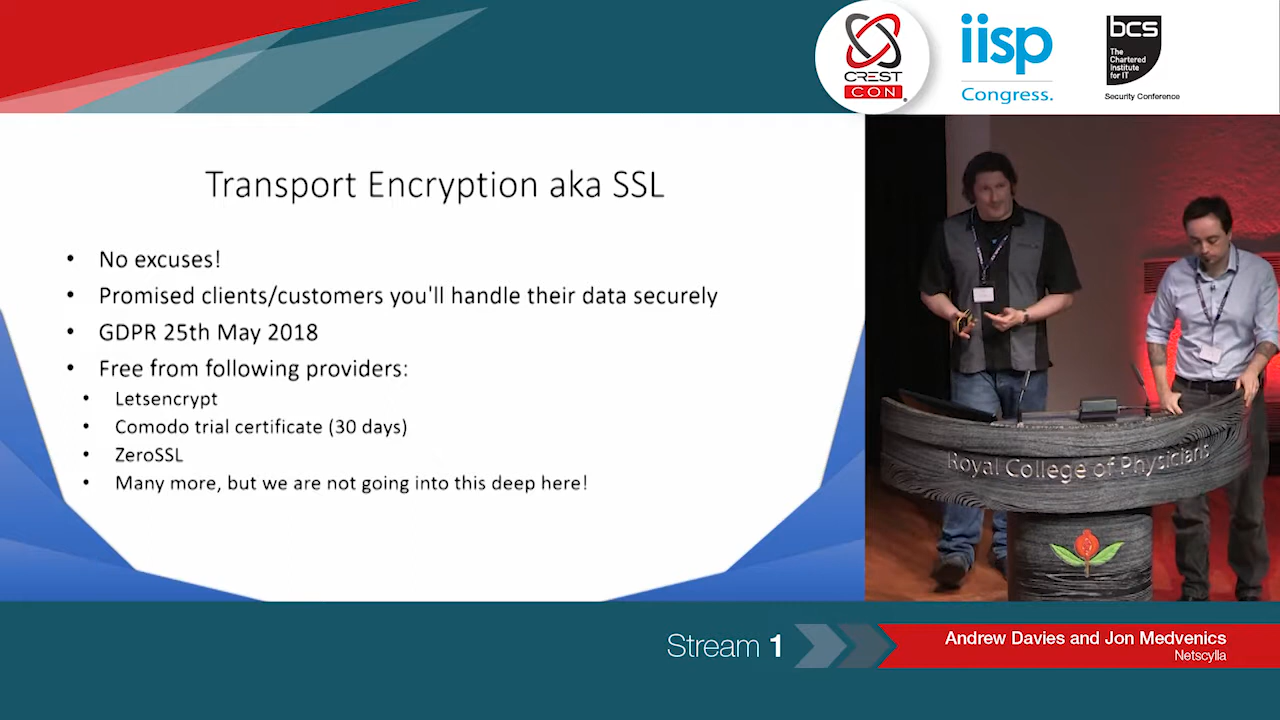 CREST
CON
iisp
Congress.
bcs
The
Chartered
Institute
for IT
Security Conference
Transport Encryption aka SSL
• No excuses!
• Promised clients/customers you'll handle their data securely
• GDPR 25th May 2018
• Free from following providers:
• Letsencrypt
• Comodo trial certificate (30 days)
• ZeroSSL
• Many more, but we are not going into this deep here!
Royal College of Physicians
Stream 1
Andrew Davies and Jon Medvenics
Netscylla